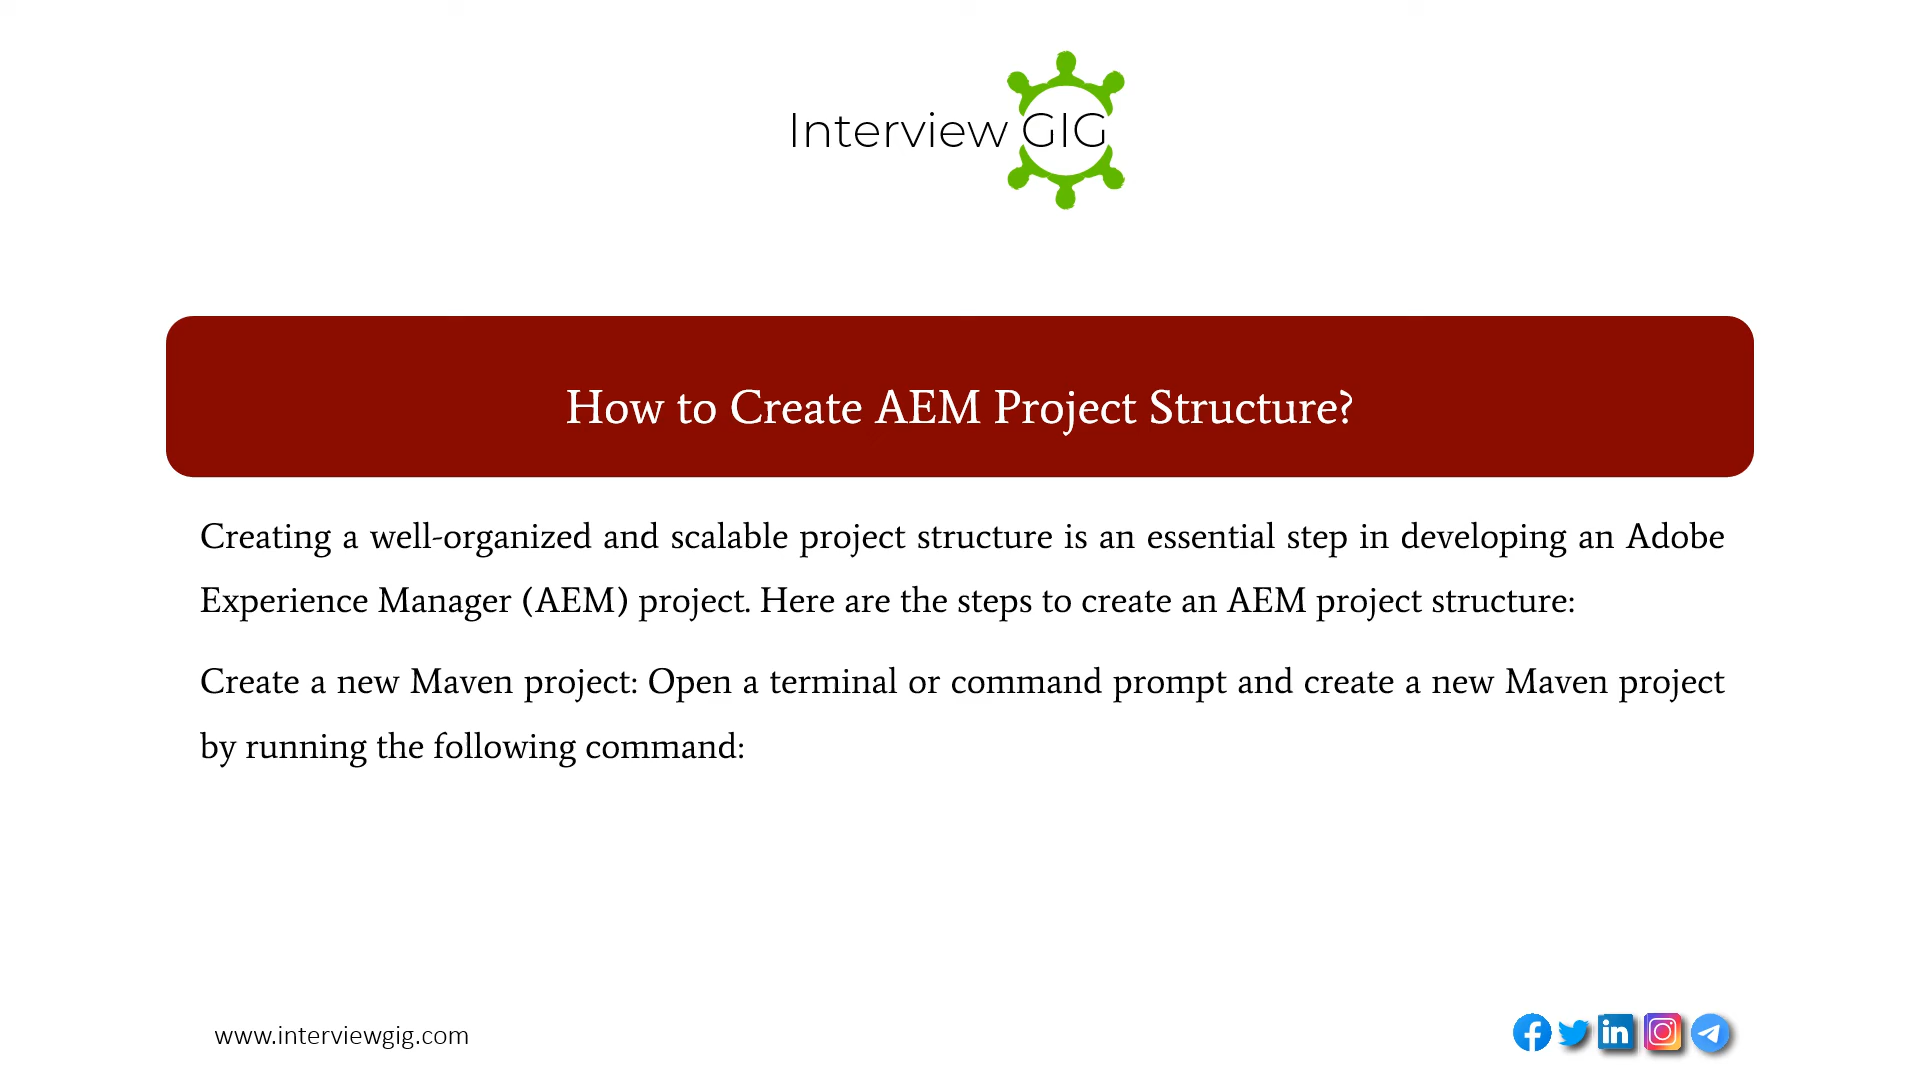 Interview GIG
How to Create AEM Project Structure?
Creating a well-organized and scalable project structure is an essential step in developing an Adobe
Experience Manager (AEM) project. Here are the steps to create an AEM project structure:
Create a new Maven project: Open a terminal or command prompt and create a new Maven project
by running the following command:
www.interviewgig.com
in